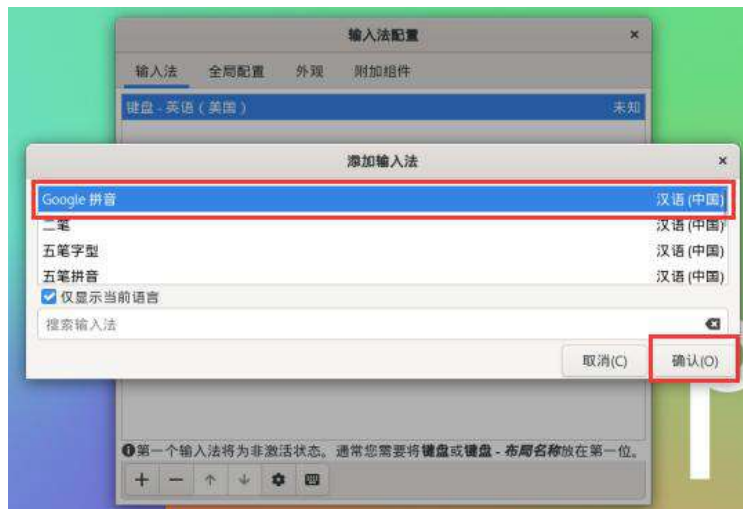 输入法配置
输入法 全局配置 外观 附加组件
键盘 - 英语（美国） 未知
添加输入法
Google 拼音 汉语 (中国)
二笔 汉语 (中国)
五笔字型 汉语 (中国)
五笔拼音 汉语 (中国)
仅显示当前语言
搜索输入法
取消(C) 确认(O)
第一个输入法将为非激活状态。通常您需要将键盘或键盘 - 布局名称放在第一位。